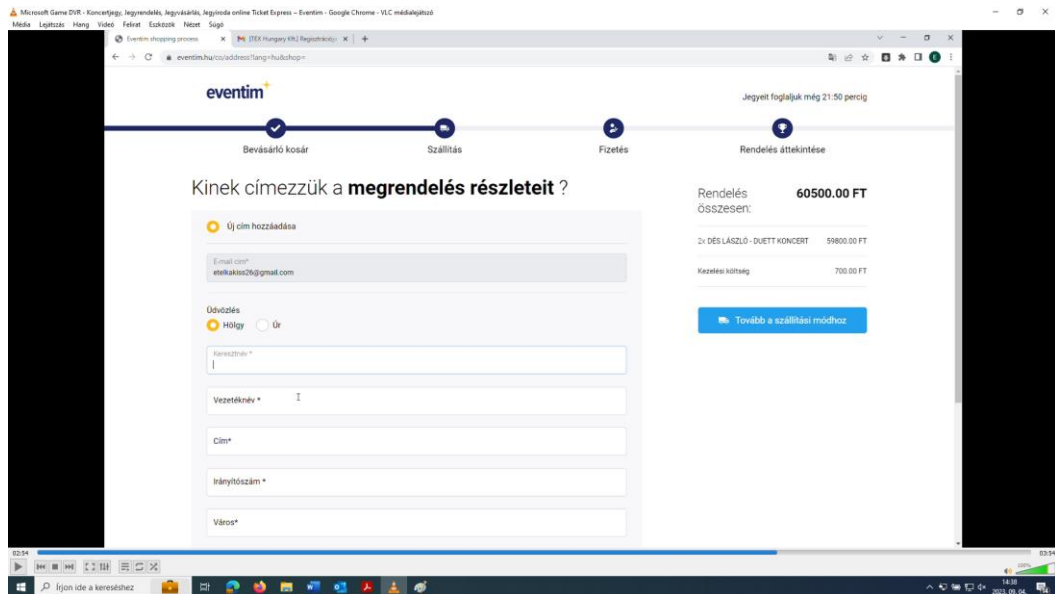 Microsoft Game DVR - Koncertjegy, Jegyrendelés, Jegyvásárlás, Jegyiroda online Ticket Express – Eventim - Google Chrome - VLC médialejátszó
Média Lejátszás Hang Videó Felirat Eszközök Nézet Súgó
Eventim shopping process
[TEX Hungary Kft.] Regisztrációj
eventim.hu/co/address?lang=hu&shop=
E
eventim
Jegyeit foglaljuk még 21:50 percig
Bevásárló kosár
Szállítás
Fizetés
Rendelés áttekintése
Kinek címezzük a megrendelés részleteit ?
Új cím hozzáadása
E-mail cím*
etelkakiss26@gmail.com
Üdvözlés
Hölgy Úr
Keresztnév *
Vezetéknév *
Cím*
Irányítószám *
Város*
Rendelés összesen: 60500.00 FT
2x DÉS LÁSZLÓ - DUETT KONCERT 59800.00 FT
Kezelési költség 700.00 FT
Tovább a szállítási módhoz
02:54
03:54
100%
Írjon ide a kereséshez
14:38
2023. 09. 04.